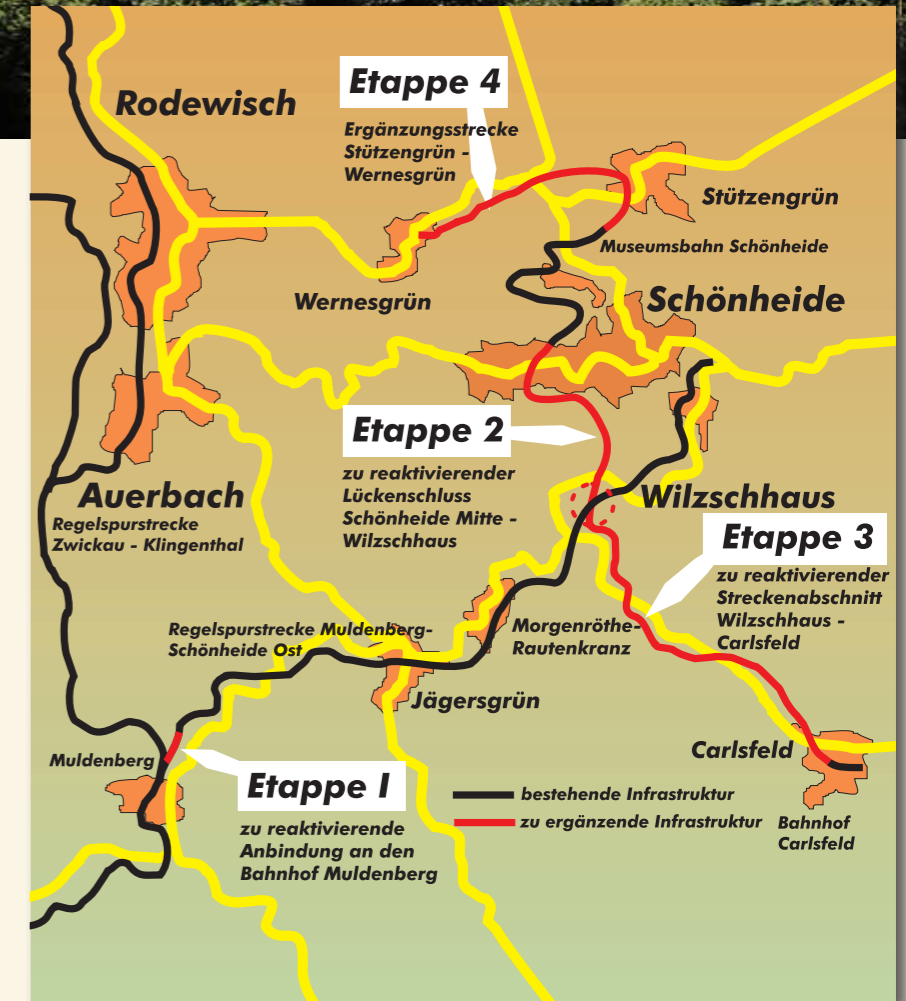 Etappe 4
Rodewisch
Ergänzungsstrecke
Stützengrün -
Wernesgrün
Stützengrün
Museumsbahn Schönheide
Wernesgrün
Schönheide
Etappe 2
zu reaktivierender
Lückenschluss
Schönheide Mitte -
Wilzschhaus
Auerbach
Regelspurstrecke
Zwickau - Klingenthal
Wilzschhaus
Etappe 3
zu reaktivierender
Streckenabschnitt
Wilzschhaus -
Carlsfeld
Regelspurstrecke Muldenberg-
Schönheide Ost
Morgenröthe-
Rautenkranz
Jägersgrün
Muldenberg
Carlsfeld
Etappe 1
zu reaktivierende
Anbindung an den
Bahnhof Muldenberg
bestehende Infrastruktur
zu ergänzende Infrastruktur
Bahnhof
Carlsfeld